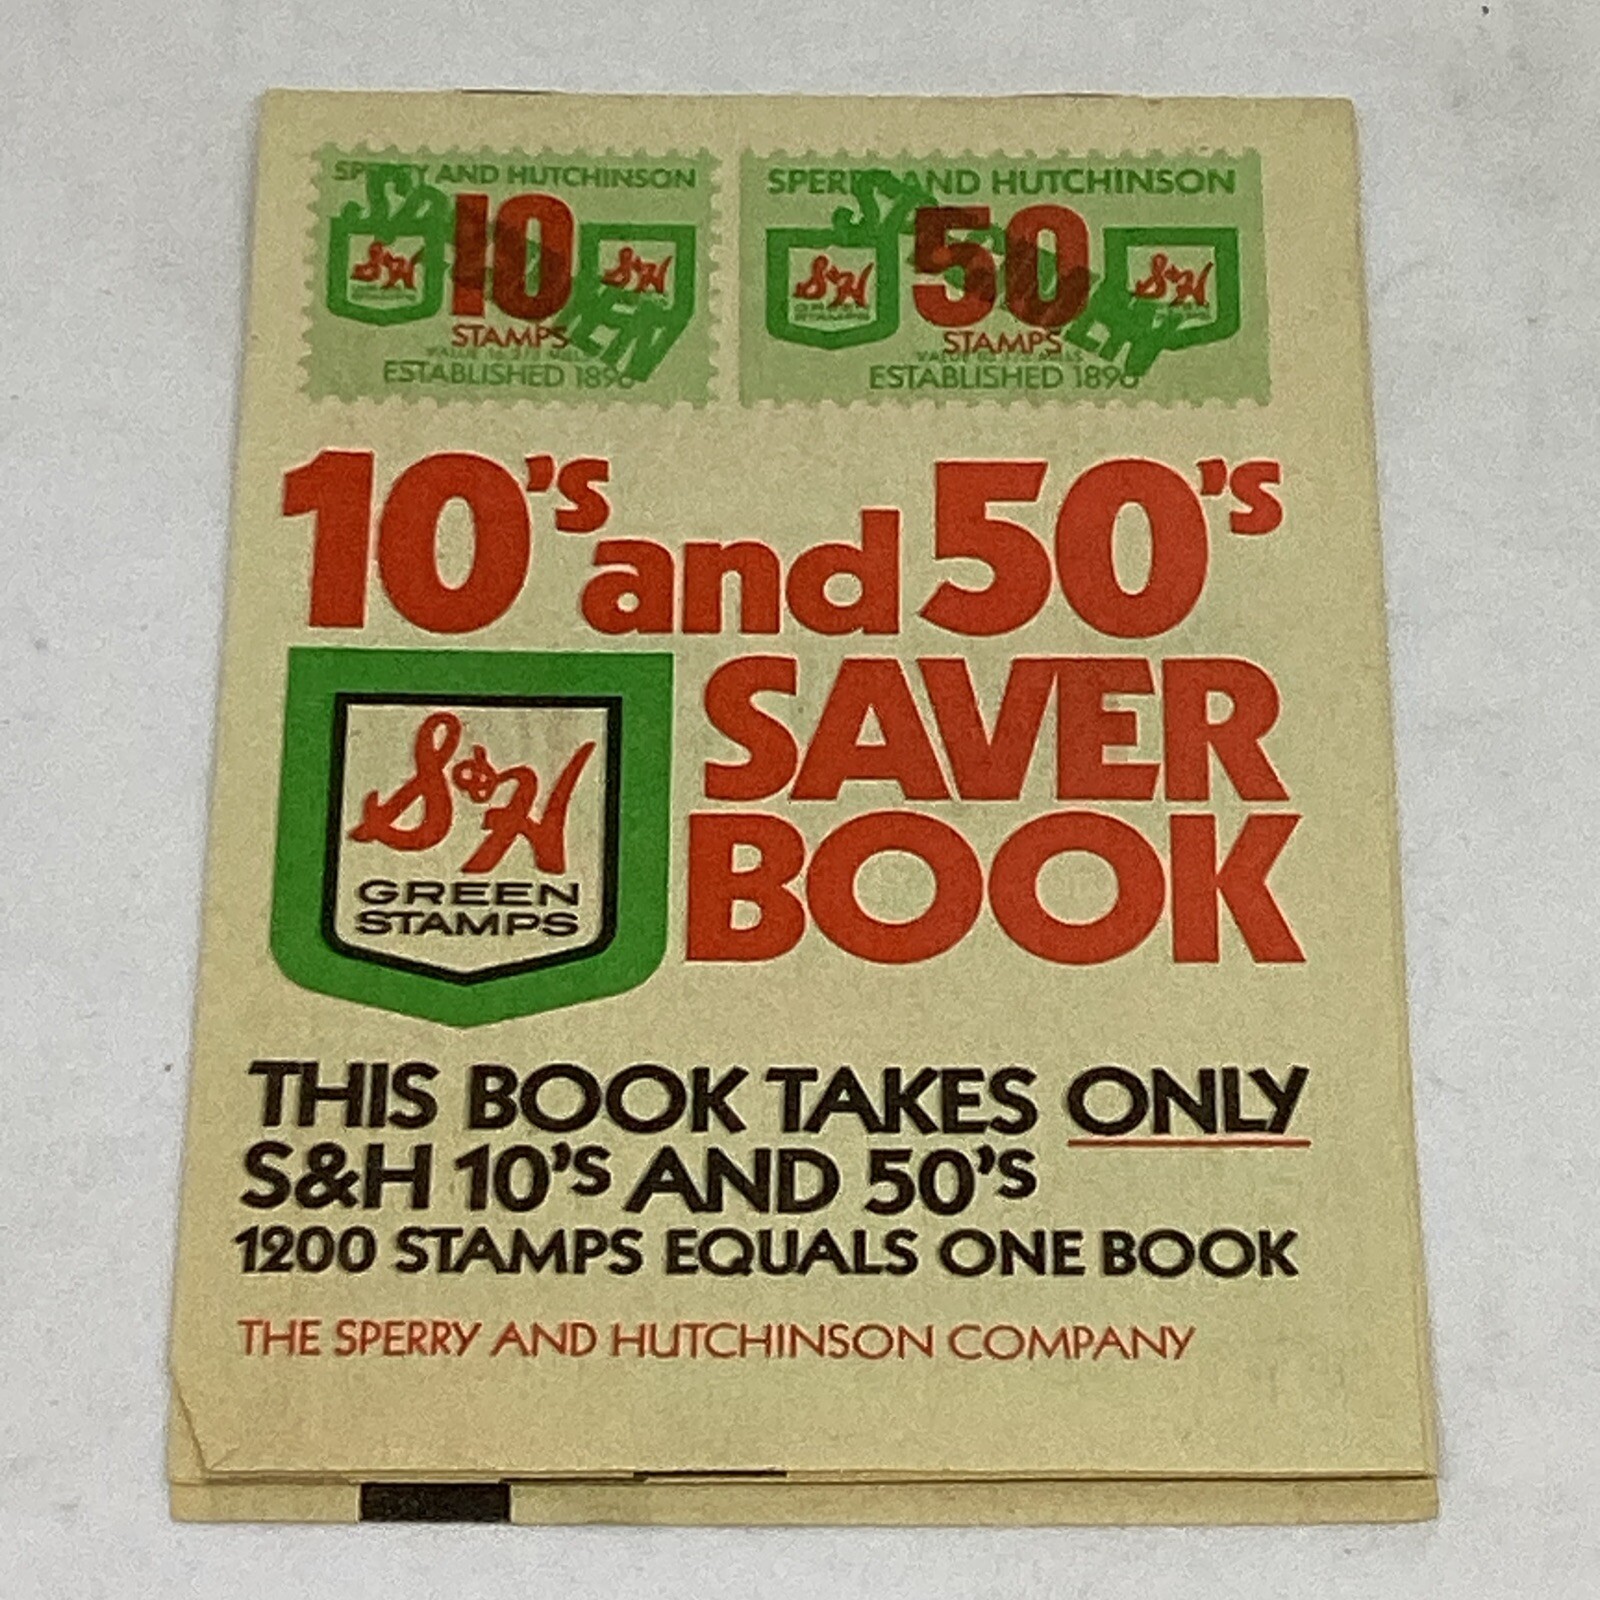 SPERRY AND HUTCHINSON
S&H
10
S&H
STAMPS
ESTABLISHED 1896
SPERRY AND HUTCHINSON
S&H
50
S&H
STAMPS
ESTABLISHED 1896
10's and 50's
SAVER
BOOK
S&H
GREEN
STAMPS
THIS BOOK TAKES ONLY
S&H 10's AND 50's
1200 STAMPS EQUALS ONE BOOK
THE SPERRY AND HUTCHINSON COMPANY